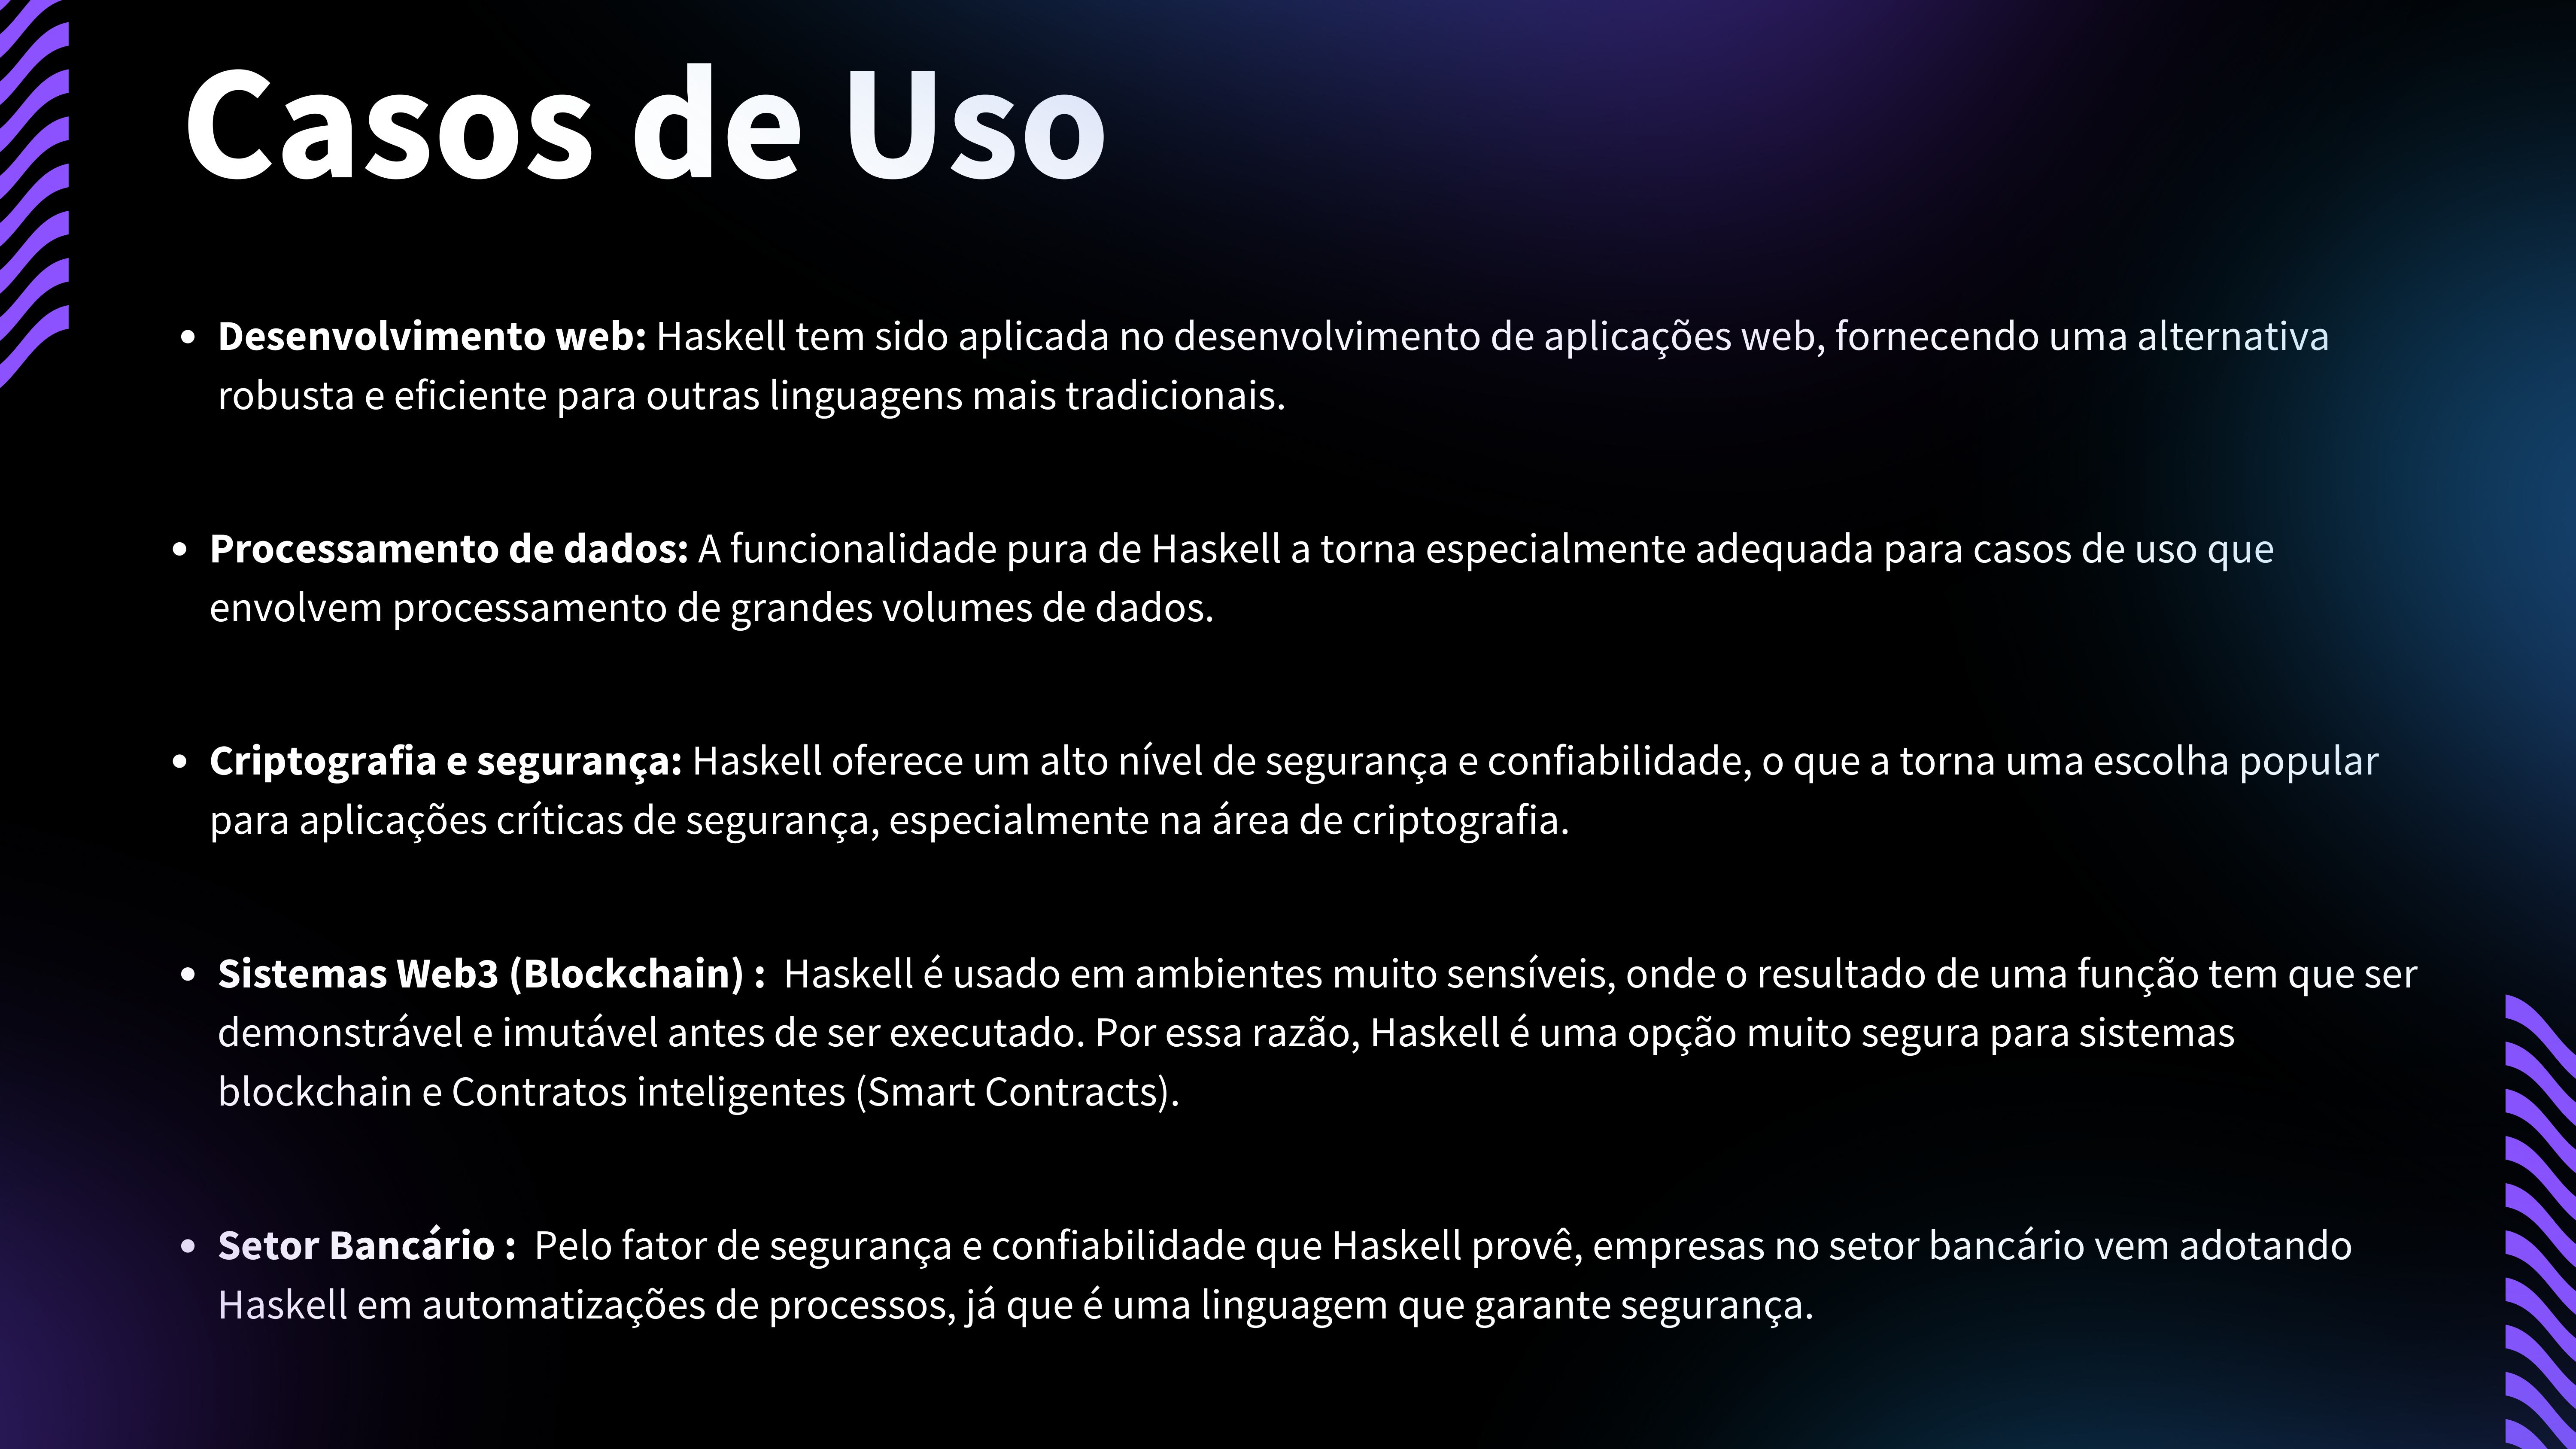 Casos de Uso
• Desenvolvimento web: Haskell tem sido aplicada no desenvolvimento de aplicações web, fornecendo uma alternativa
robusta e eficiente para outras linguagens mais tradicionais.
• Processamento de dados: A funcionalidade pura de Haskell a torna especialmente adequada para casos de uso que
envolvem processamento de grandes volumes de dados.
• Criptografia e segurança: Haskell oferece um alto nível de segurança e confiabilidade, o que a torna uma escolha popular
para aplicações críticas de segurança, especialmente na área de criptografia.
• Sistemas Web3 (Blockchain) : Haskell é usado em ambientes muito sensíveis, onde o resultado de uma função tem que ser
demonstrável e imutável antes de ser executado. Por essa razão, Haskell é uma opção muito segura para sistemas
blockchain e Contratos inteligentes (Smart Contracts).
• Setor Bancário : Pelo fator de segurança e confiabilidade que Haskell provê, empresas no setor bancário vem adotando
Haskell em automatizações de processos, já que é uma linguagem que garante segurança.